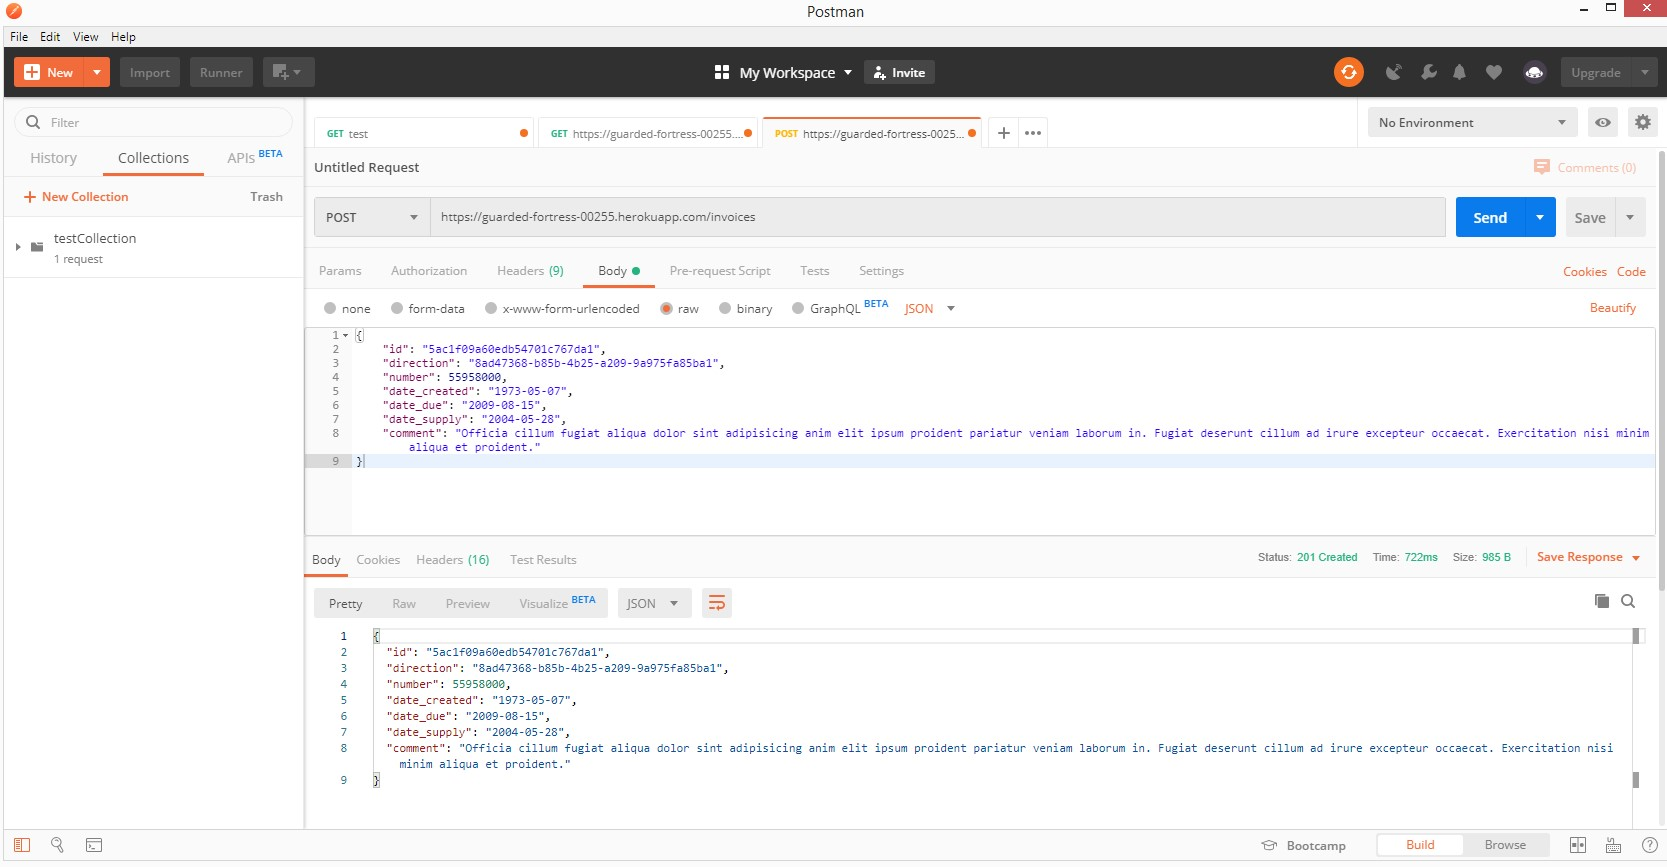 Postman
File Edit View Help
New Import Runner My Workspace Invite Upgrade
Filter
History Collections APIs BETA
New Collection Trash
testCollection
1 request
GET test GET https://guarded-fortress-00255.... POST https://guarded-fortress-0025... + ••• No Environment
Untitled Request Comments (0)
POST https://guarded-fortress-00255.herokuapp.com/invoices Send Save
Params Authorization Headers (9) Body Pre-request Script Tests Settings Cookies Code
none form-data x-www-form-urlencoded raw binary GraphQL BETA JSON Beautify
1 {
2 "id": "5ac1f09a60edb54701c767da1",
3 "direction": "8ad47368-b85b-4b25-a209-9a975fa85ba1",
4 "number": 55958000,
5 "date_created": "1973-05-07",
6 "date_due": "2009-08-15",
7 "date_supply": "2004-05-28",
8 "comment": "Officia cillum fugiat aliqua dolor sint adipisicing anim elit ipsum proident pariatur veniam laborum in. Fugiat deserunt cillum ad irure excepteur occaecat. Exercitation nisi minim
aliqua et proident."
9 }
Body Cookies Headers (16) Test Results Status: 201 Created Time: 722ms Size: 985 B Save Response
Pretty Raw Preview Visualize BETA JSON
1 {
2 "id": "5ac1f09a60edb54701c767da1",
3 "direction": "8ad47368-b85b-4b25-a209-9a975fa85ba1",
4 "number": 55958000,
5 "date_created": "1973-05-07",
6 "date_due": "2009-08-15",
7 "date_supply": "2004-05-28",
8 "comment": "Officia cillum fugiat aliqua dolor sint adipisicing anim elit ipsum proident pariatur veniam laborum in. Fugiat deserunt cillum ad irure excepteur occaecat. Exercitation nisi
minim aliqua et proident."
9 }
Bootcamp Build Browse